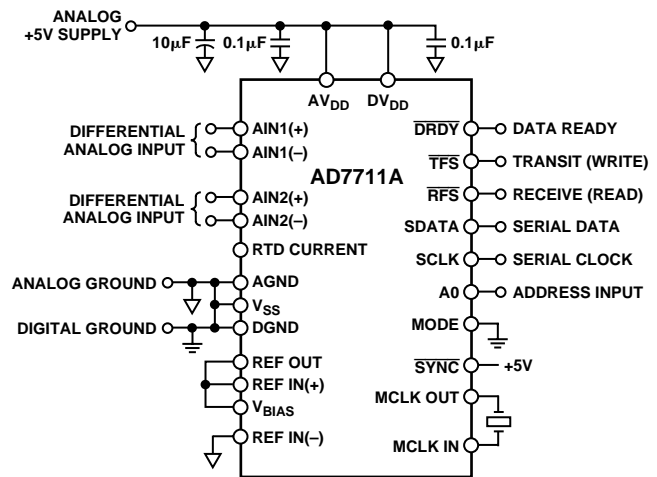 ANALOG
+5V SUPPLY
10µF
0.1µF
0.1µF
AVDD
DVDD
DIFFERENTIAL
ANALOG INPUT
AIN1(+)
AIN1(–)
DRDY
DATA READY
AD7711A
TFS
TRANSIT (WRITE)
DIFFERENTIAL
ANALOG INPUT
AIN2(+)
AIN2(–)
RFS
RECEIVE (READ)
SDATA
SERIAL DATA
RTD CURRENT
SCLK
SERIAL CLOCK
ANALOG GROUND
AGND
A0
ADDRESS INPUT
VSS
DIGITAL GROUND
DGND
MODE
REF OUT
SYNC
+5V
REF IN(+)
VBIAS
MCLK OUT
REF IN(–)
MCLK IN